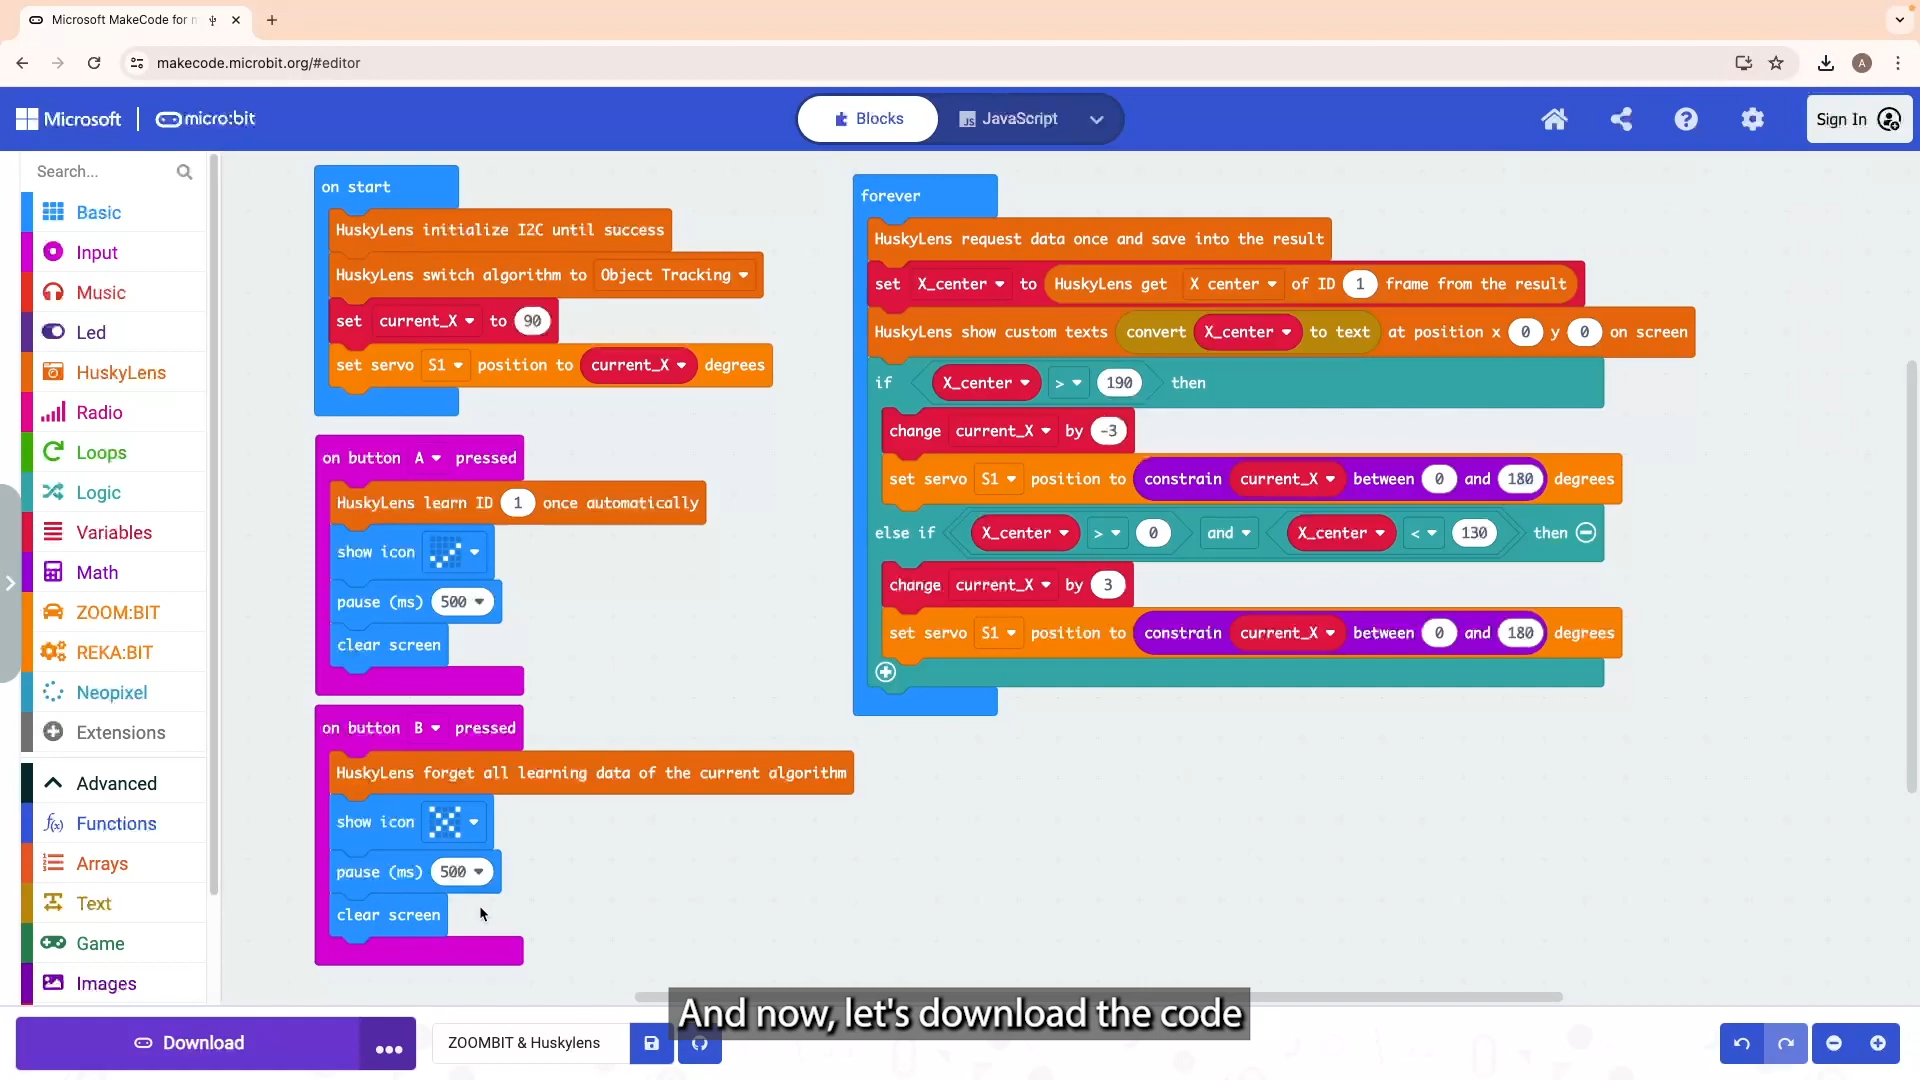 Microsoft MakeCode for m
makecode.microbit.org/#editor
A
Microsoft
micro:bit
Blocks
JS JavaScript
Sign In
Search...
Basic
Input
Music
Led
HuskyLens
Radio
Loops
Logic
Variables
Math
ZOOM:BIT
REKA:BIT
Neopixel
Extensions
Advanced
Functions
Arrays
Text
Game
Images
on start
HuskyLens initialize I2C until success
HuskyLens switch algorithm to Object Tracking
set current_X to 90
set servo S1 position to current_X degrees
on button A pressed
HuskyLens learn ID 1 once automatically
show icon
pause (ms) 500
clear screen
on button B pressed
HuskyLens forget all learning data of the current algorithm
show icon
pause (ms) 500
clear screen
forever
HuskyLens request data once and save into the result
set X_center to HuskyLens get X center of ID 1 frame from the result
HuskyLens show custom texts convert X_center to text at position x 0 y 0 on screen
if X_center > 190 then
change current_X by -3
set servo S1 position to constrain current_X between 0 and 180 degrees
else if X_center > 0 and X_center < 130 then
change current_X by 3
set servo S1 position to constrain current_X between 0 and 180 degrees
And now, let's download the code
Download
ZOOMBIT & Huskylens